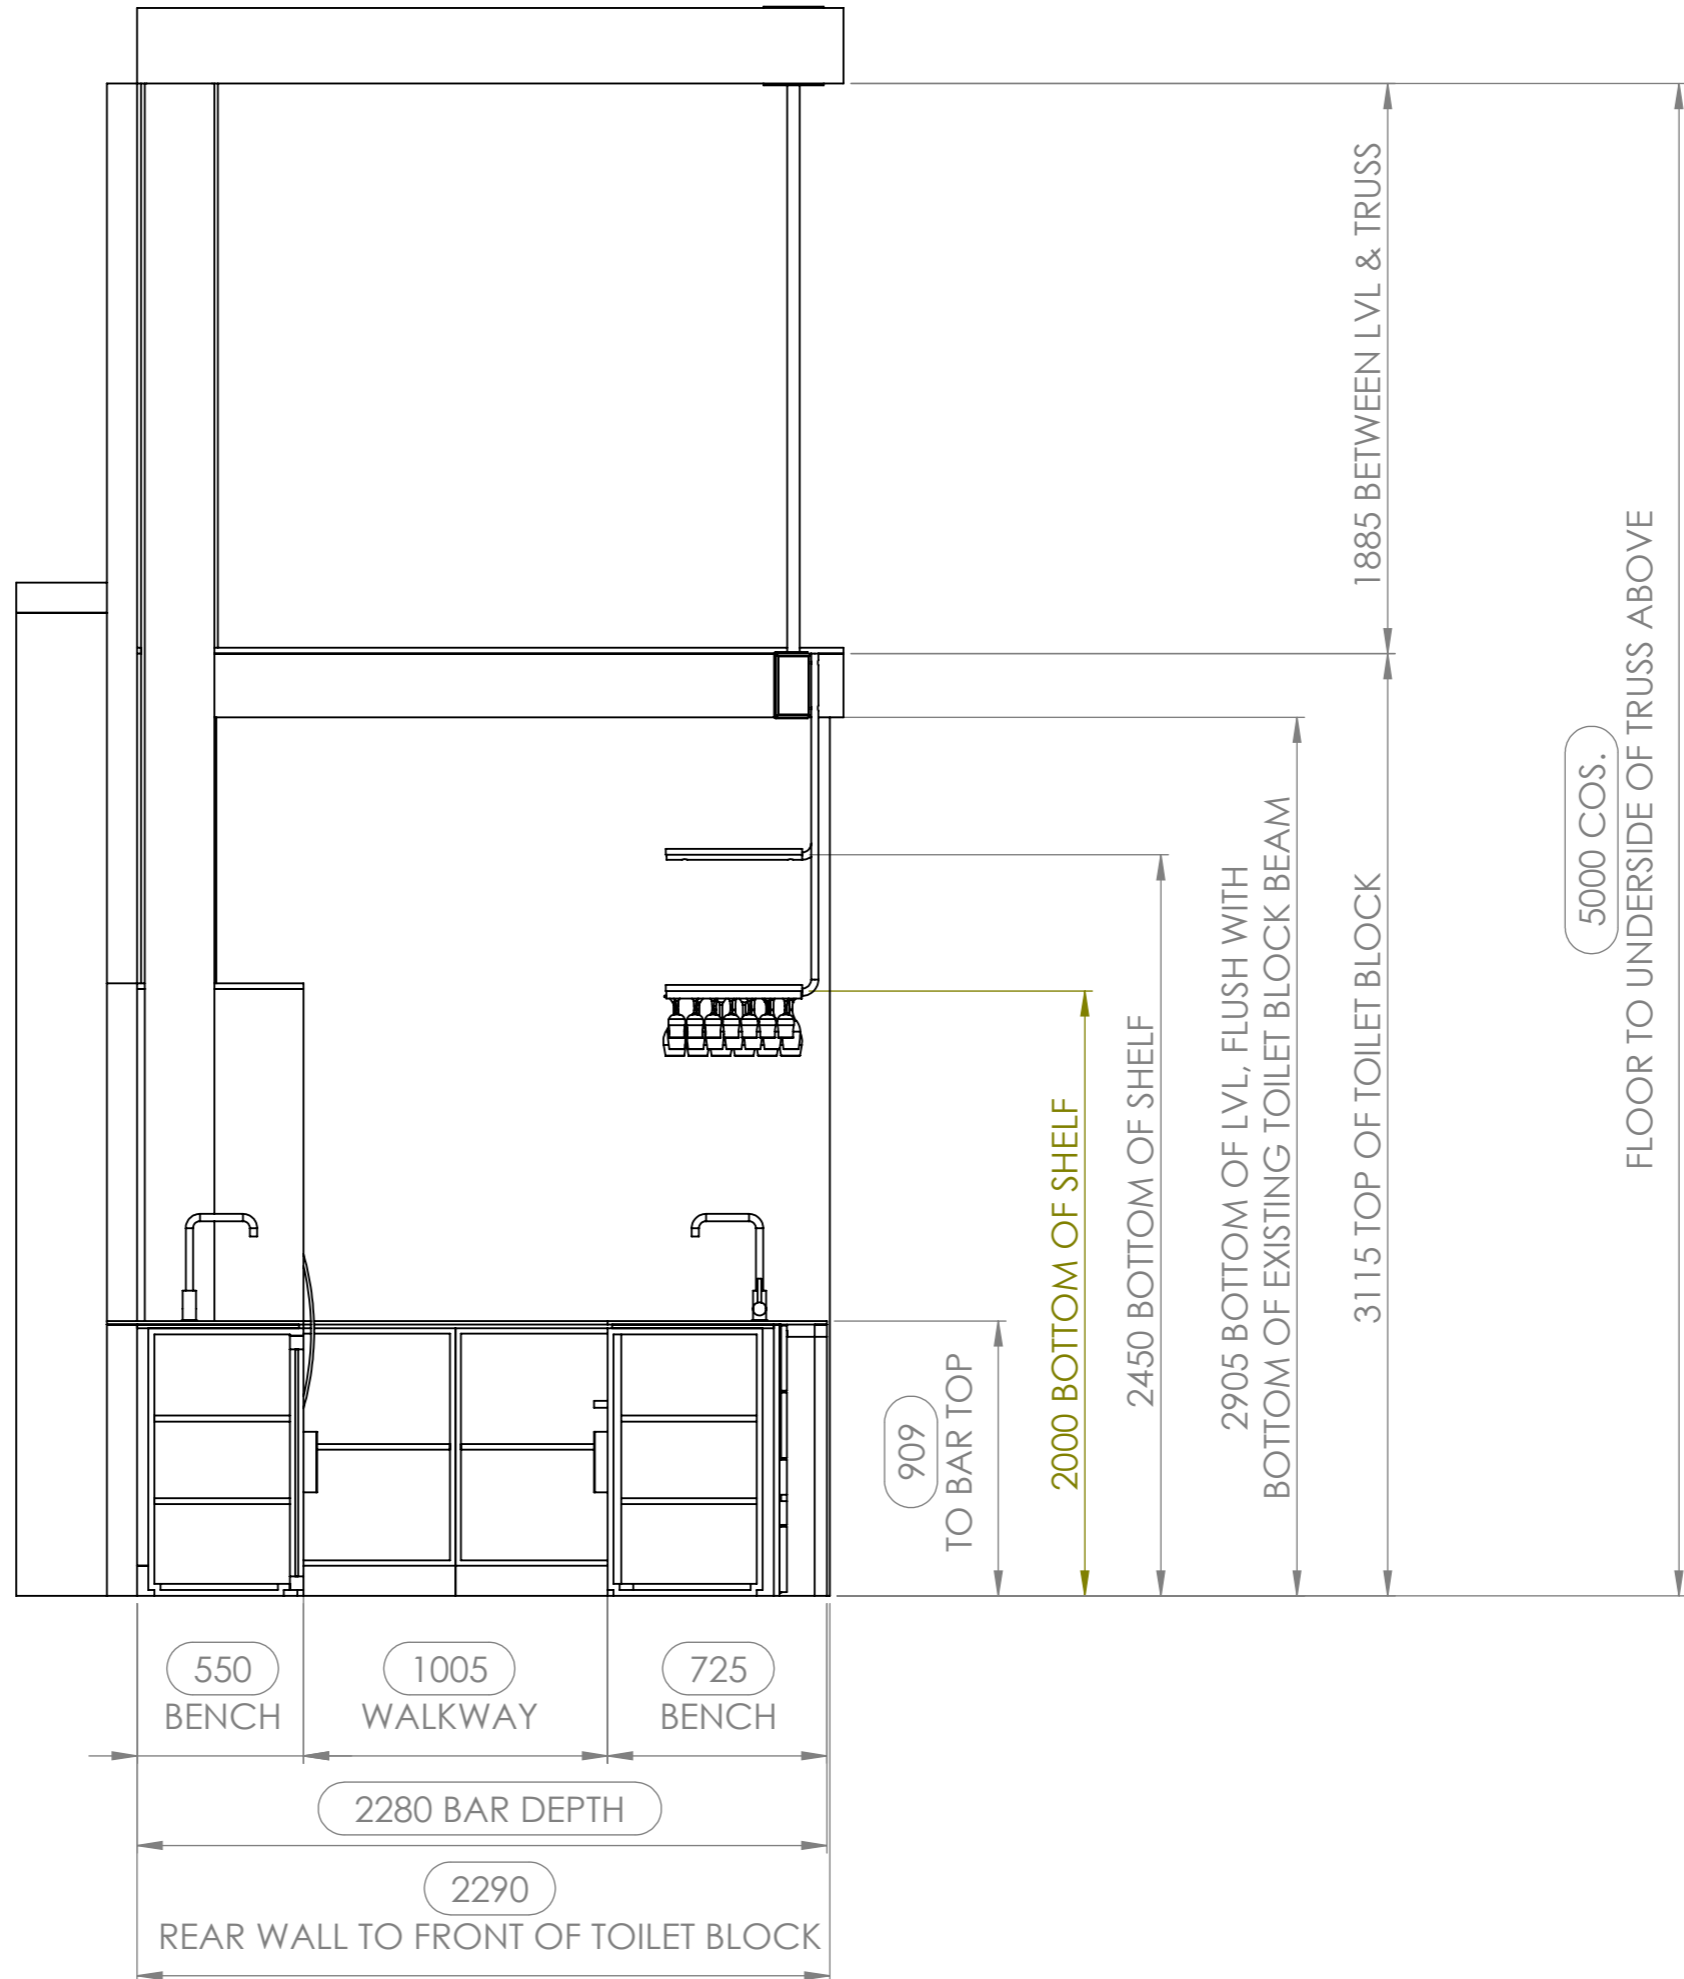 1885 BETWEEN LVL & TRUSS
5000 COS.
FLOOR TO UNDERSIDE OF TRUSS ABOVE
3115 TOP OF TOILET BLOCK
2905 BOTTOM OF LVL, FLUSH WITH
BOTTOM OF EXISTING TOILET BLOCK BEAM
2450 BOTTOM OF SHELF
2000 BOTTOM OF SHELF
909
TO BAR TOP
550
BENCH
1005
WALKWAY
725
BENCH
2280 BAR DEPTH
2290
REAR WALL TO FRONT OF TOILET BLOCK